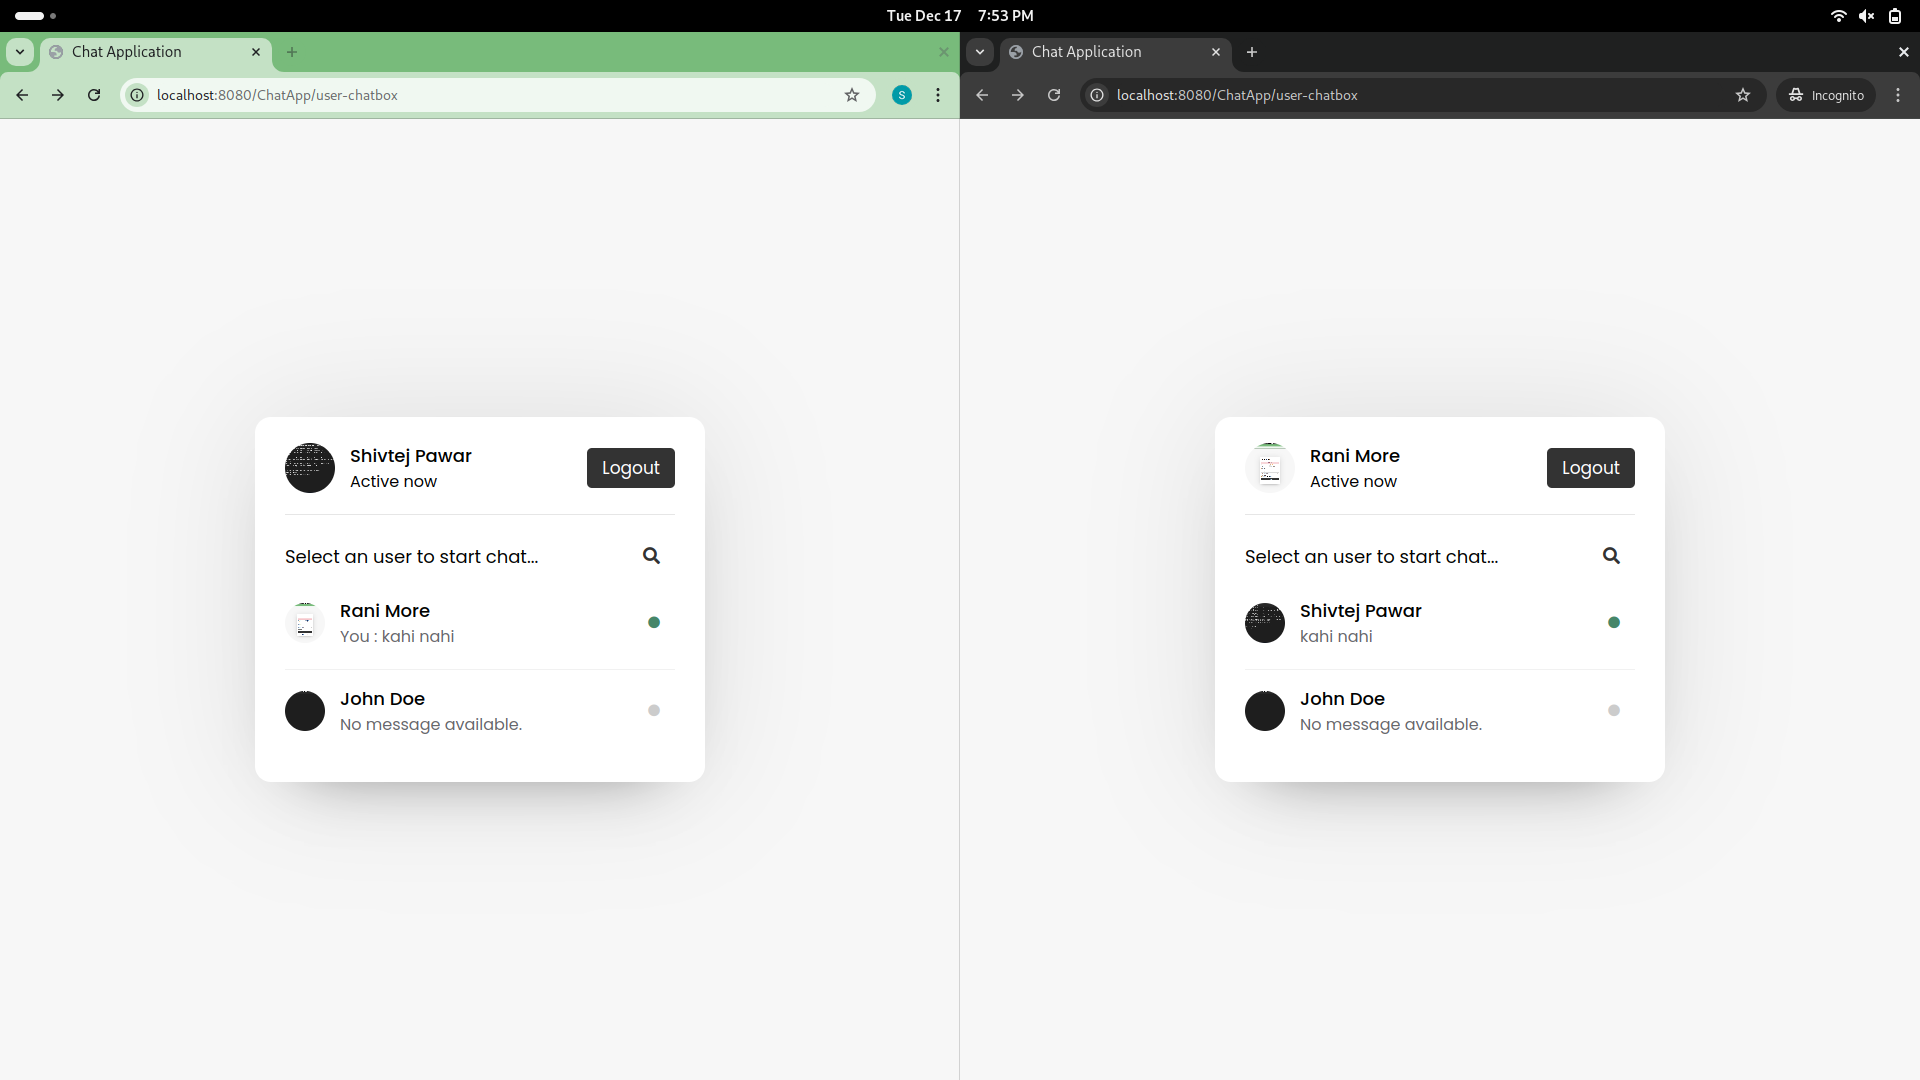 Tue Dec 17 7:53 PM
Chat Application
localhost:8080/ChatApp/user-chatbox
S
Shivtej Pawar
Active now
Logout
Select an user to start chat...
Rani More
You : kahi nahi
John Doe
No message available.
Chat Application
localhost:8080/ChatApp/user-chatbox
Incognito
Rani More
Active now
Logout
Select an user to start chat...
Shivtej Pawar
kahi nahi
John Doe
No message available.